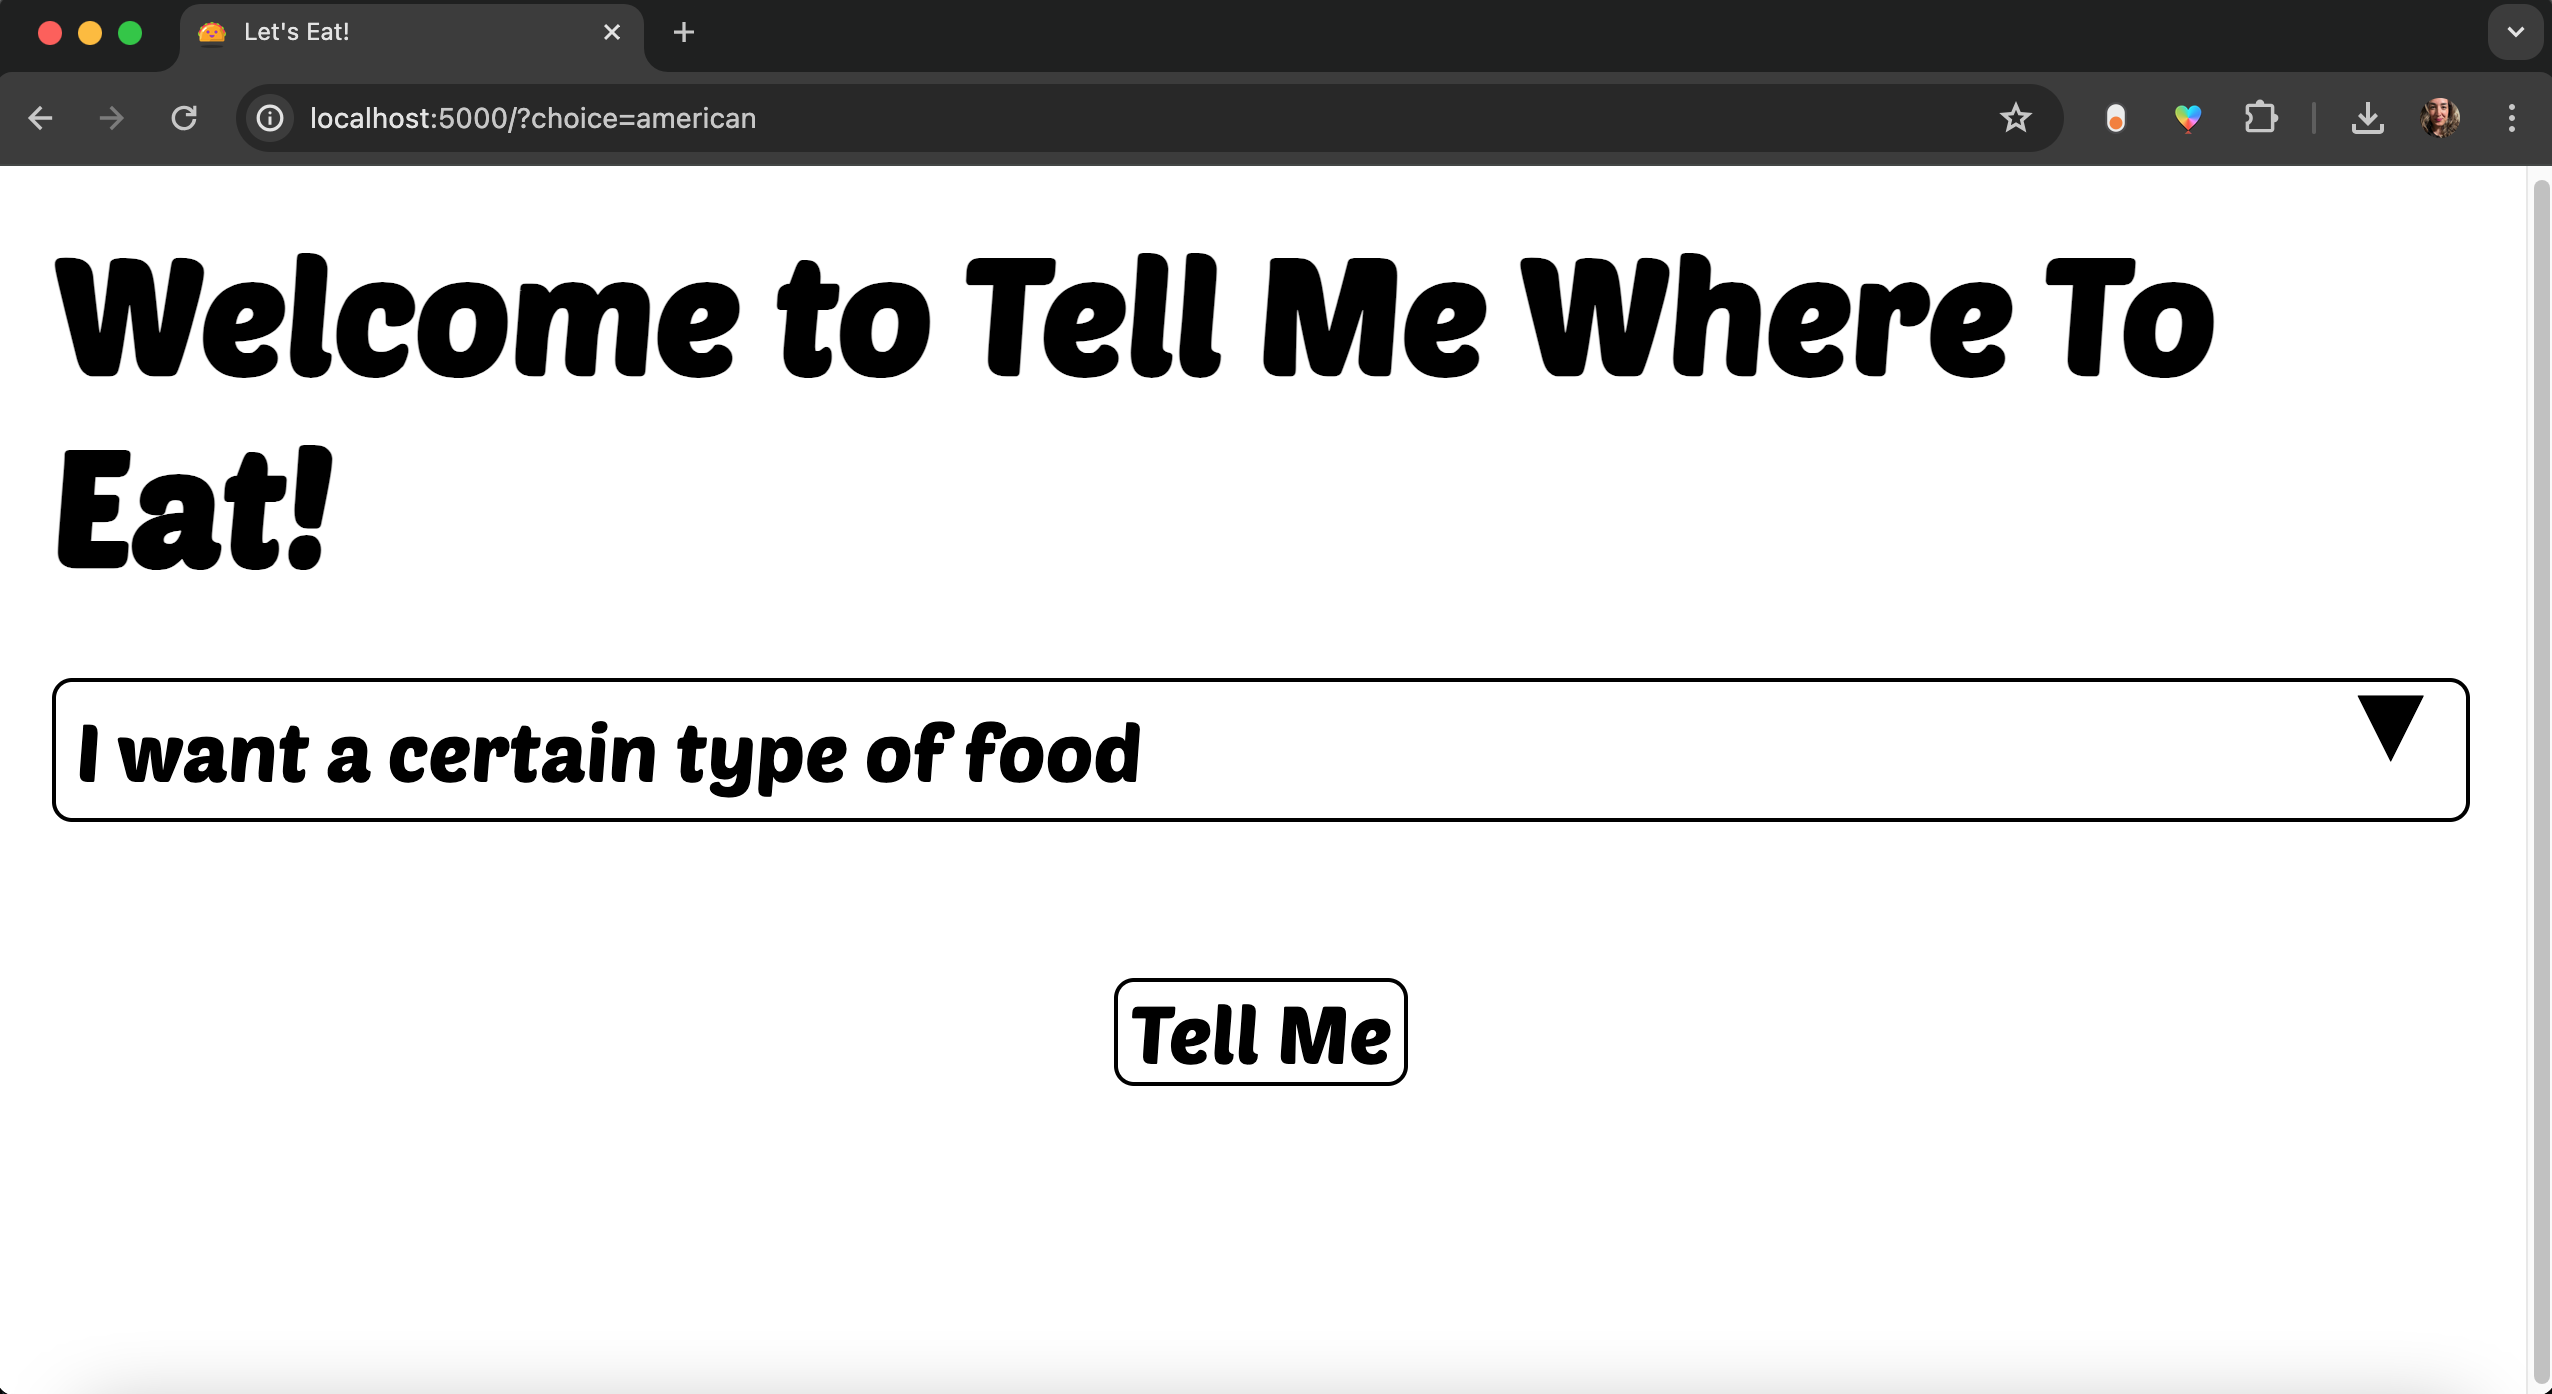 Let's Eat!
localhost:5000/?choice=american
Welcome to Tell Me Where To
Eat!
I want a certain type of food
Tell Me